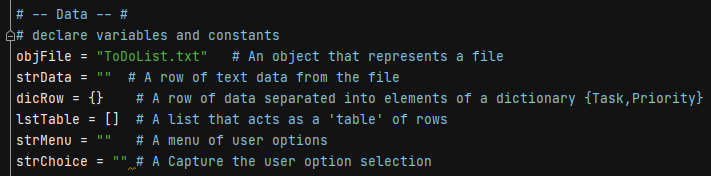 # -- Data -- #
# declare variables and constants
objFile = "ToDoList.txt"   # An object that represents a file
strData = ""  # A row of text data from the file
dicRow = {}    # A row of data separated into elements of a dictionary {Task,Priority}
lstTable = []  # A list that acts as a 'table' of rows
strMenu = ""   # A menu of user options
strChoice = "" # A Capture the user option selection